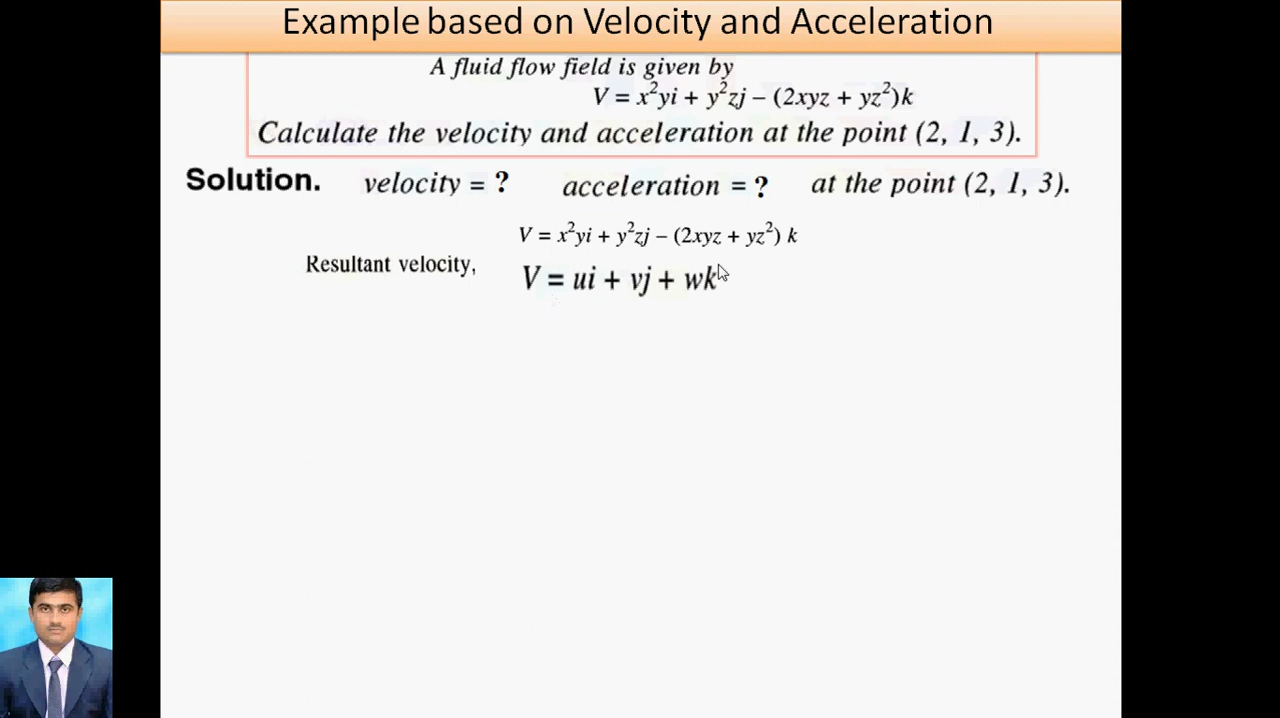 Example based on Velocity and Acceleration
A fluid flow field is given by
V = x²yi + y²zj – (2xyz + yz²)k
Calculate the velocity and acceleration at the point (2, 1, 3).
Solution. velocity = ? acceleration = ? at the point (2, 1, 3).
V = x²yi + y²zj – (2xyz + yz²) k
Resultant velocity, V = ui + vj + wk